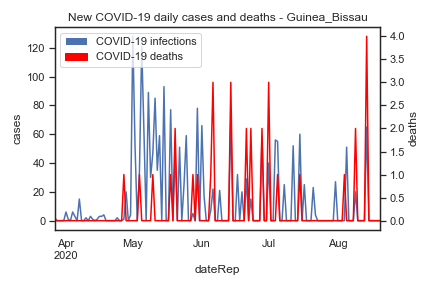 New COVID-19 daily cases and deaths - Guinea_Bissau
COVID-19 infections
COVID-19 deaths
120
100
80
60
40
20
0
cases
4.0
3.5
3.0
2.5
2.0
1.5
1.0
0.5
0.0
deaths
Apr May Jun Jul Aug
2020
dateRep